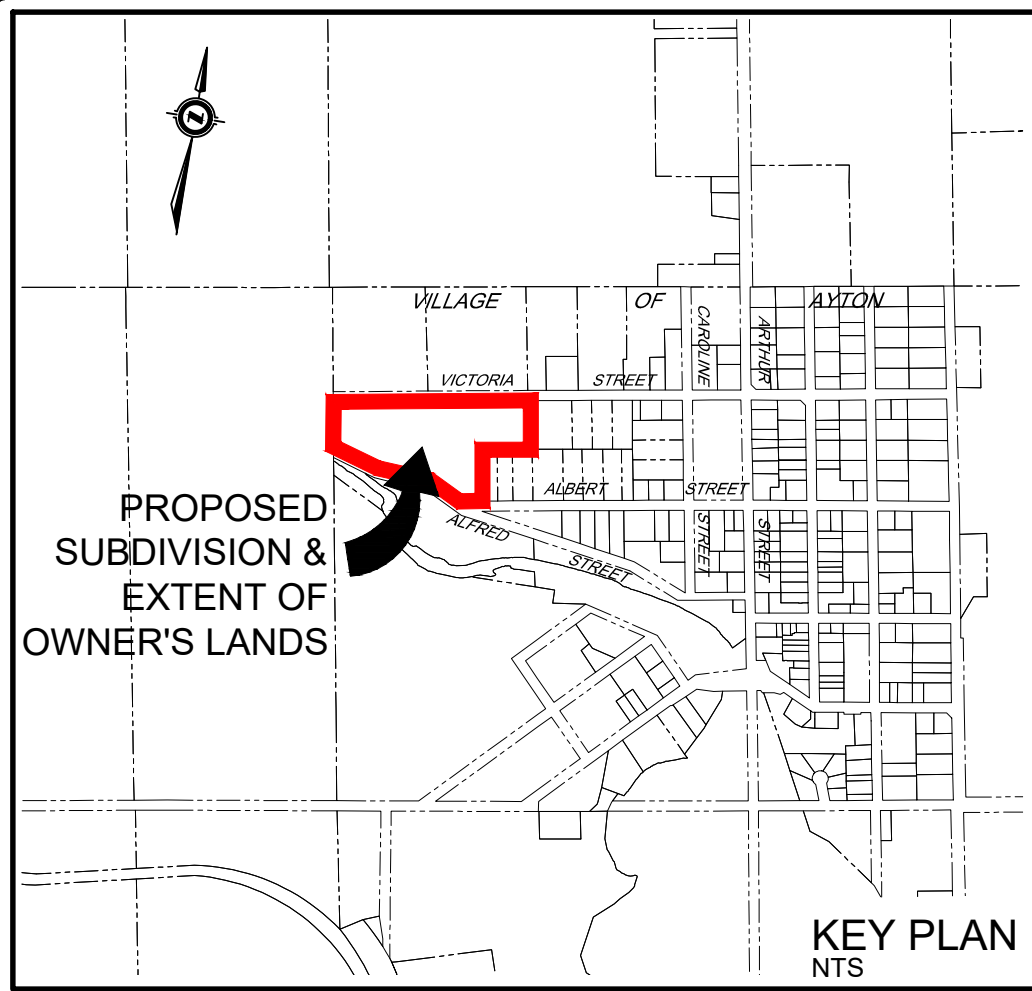 N
VILLAGE OF AYTON
CAROLINE
ARTHUR
VICTORIA STREET
ALBERT STREET
PROPOSED
SUBDIVISION &
EXTENT OF
OWNER'S LANDS
ALFRED STREET
STREET
STREET
KEY PLAN
NTS